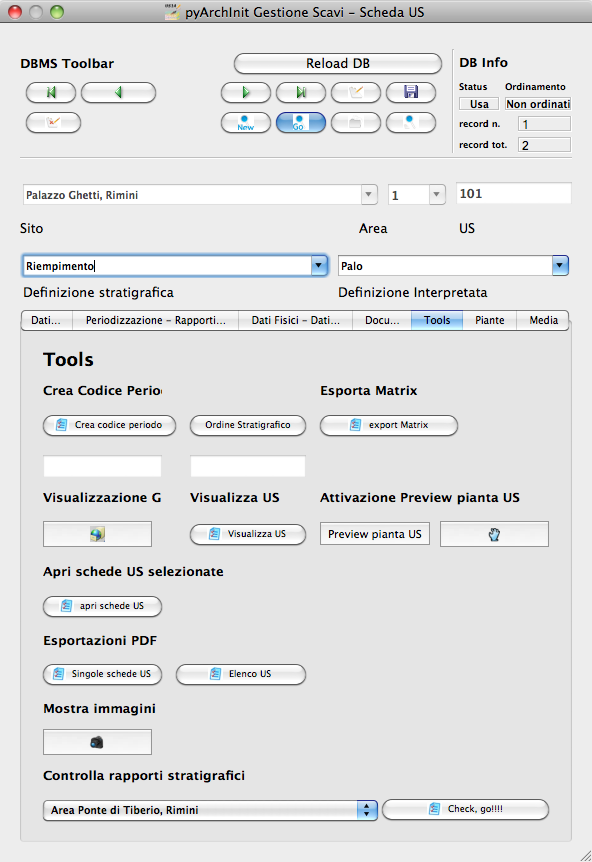 pyArchInit Gestione Scavi - Scheda US
DBMS Toolbar
Reload DB
DB Info
Status Ordinamento
Usa Non ordinati
record n. 1
record tot. 2
New Go
Palazzo Ghetti, Rimini 1 101
Sito Area US
Riempimento Palo
Definizione stratigrafica Definizione Interpretata
Dati... Periodizzazione - Rapporti... Dati Fisici - Dati... Docu... Tools Piante Media
Tools
Crea Codice Perio Esporta Matrix
Crea codice periodo Ordine Stratigrafico export Matrix
Visualizzazione G Visualizza US Attivazione Preview pianta US
Visualizza US Preview pianta US
Apri schede US selezionate
apri schede US
Esportazioni PDF
Singole schede US Elenco US
Mostra immagini
Controlla rapporti stratigrafici
Area Ponte di Tiberio, Rimini Check, go!!!!